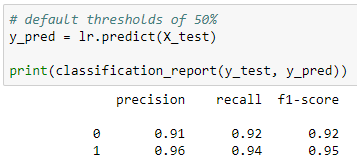 # default thresholds of 50%
y_pred = lr.predict(X_test)
print(classification_report(y_test, y_pred))
precision recall f1-score
0 0.91 0.92 0.92
1 0.96 0.94 0.95